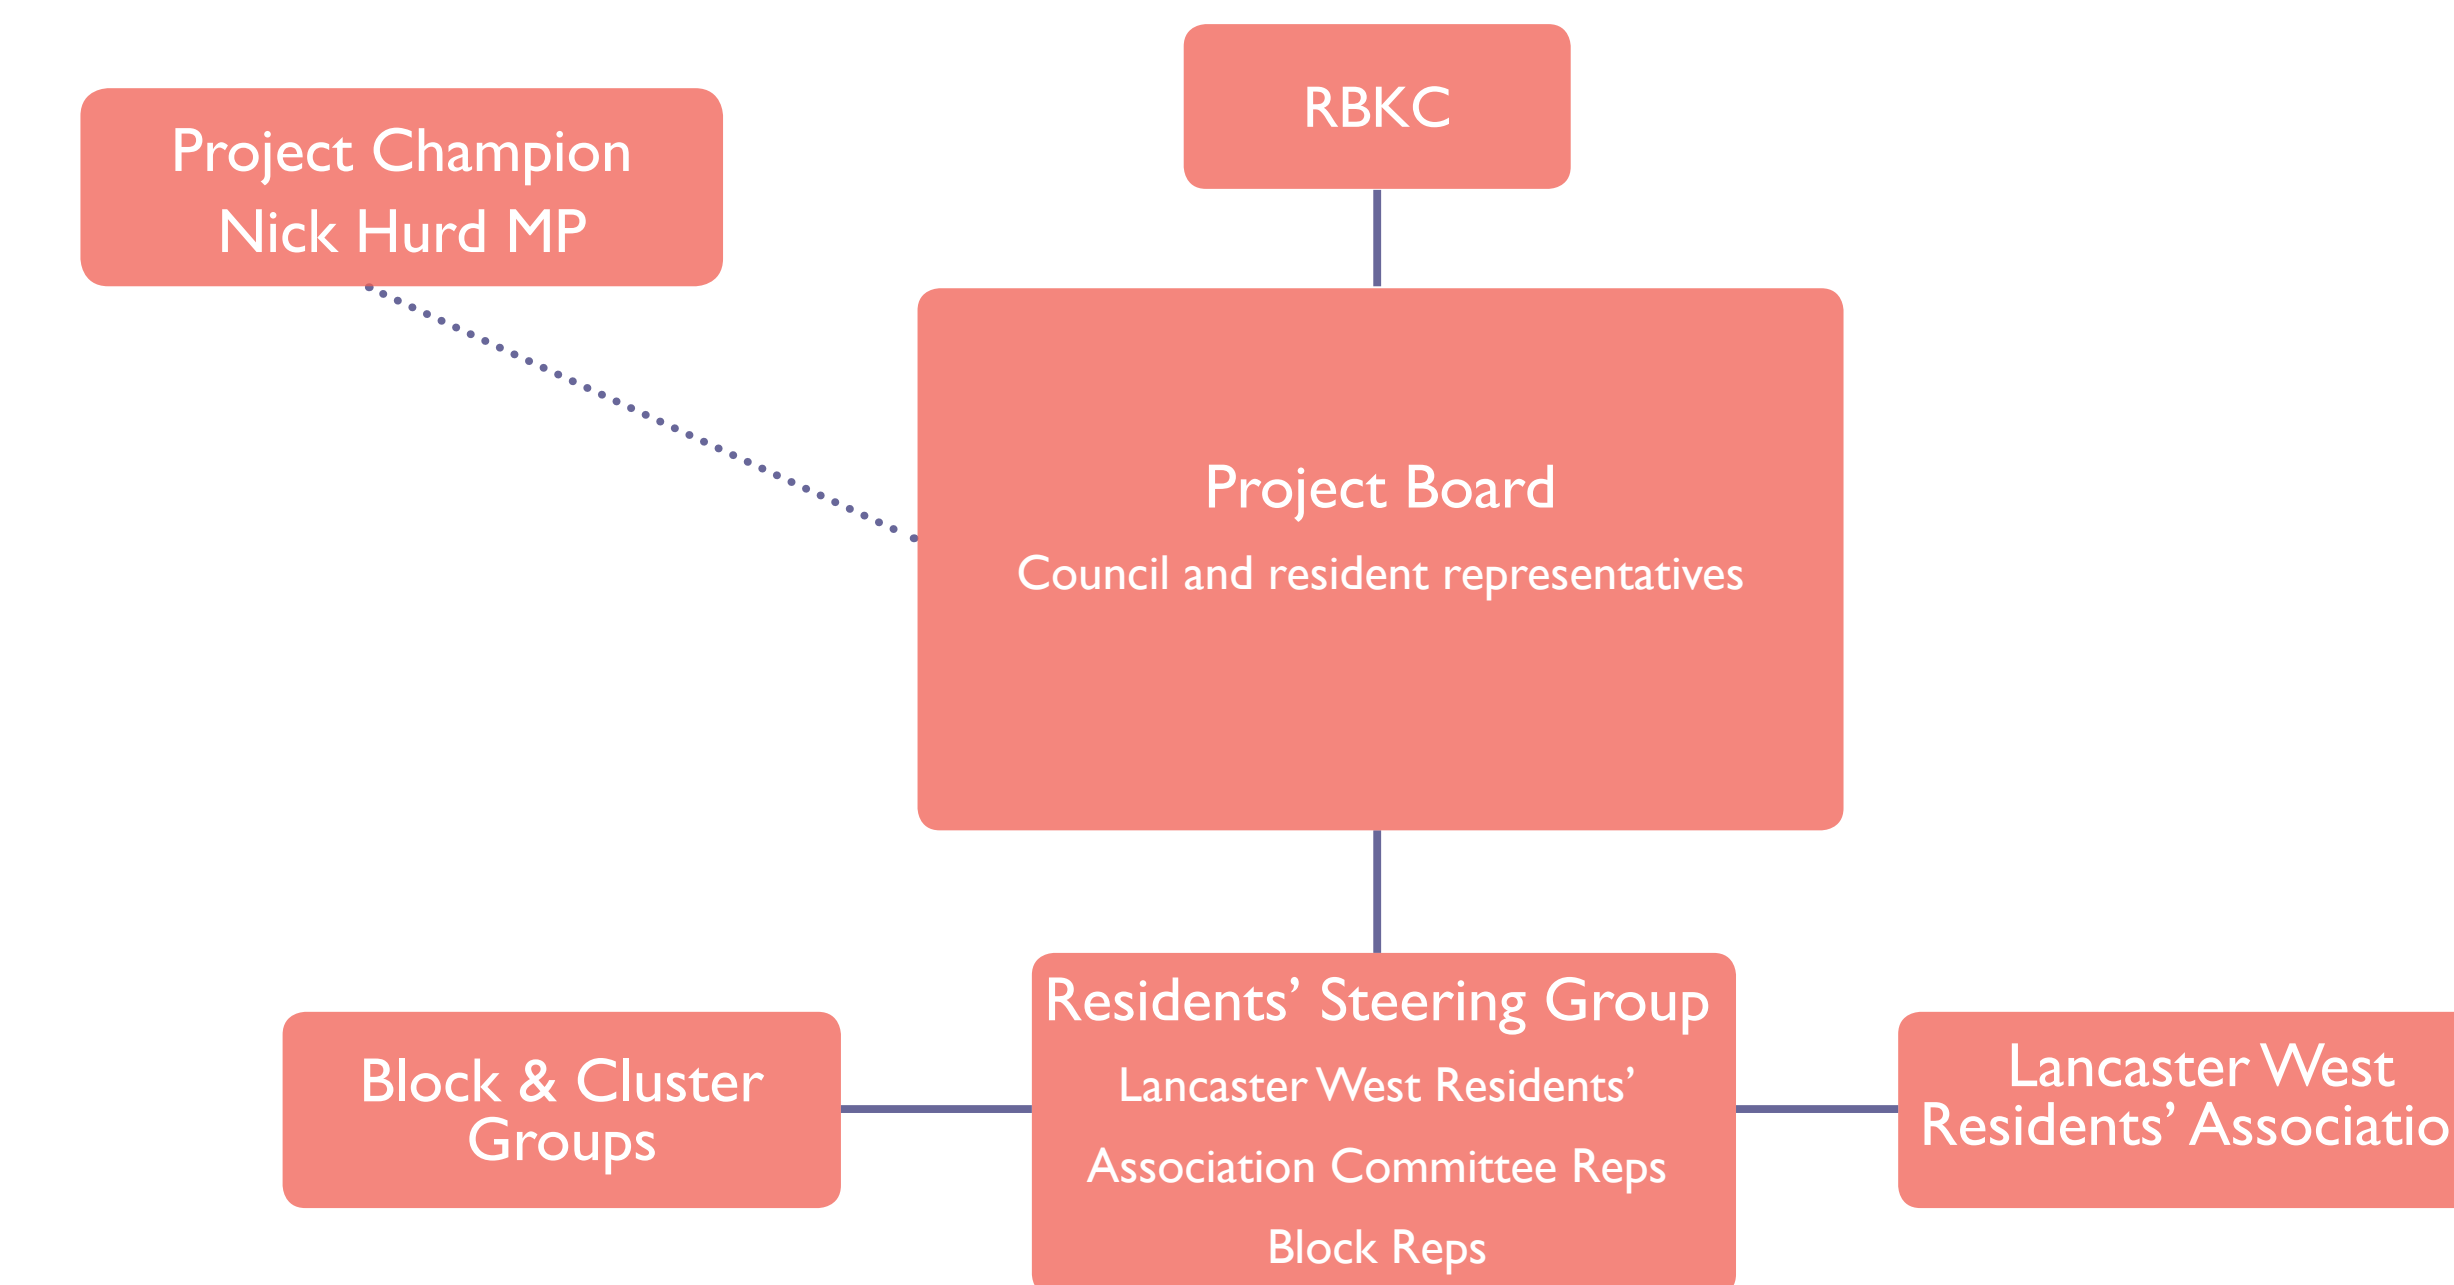 RBKC
Project Champion
Nick Hurd MP
Project Board
Council and resident representatives
Residents’ Steering Group
Lancaster West Residents’
Association Committee Reps
Block Reps
Block & Cluster
Groups
Lancaster West
Residents’ Associatio